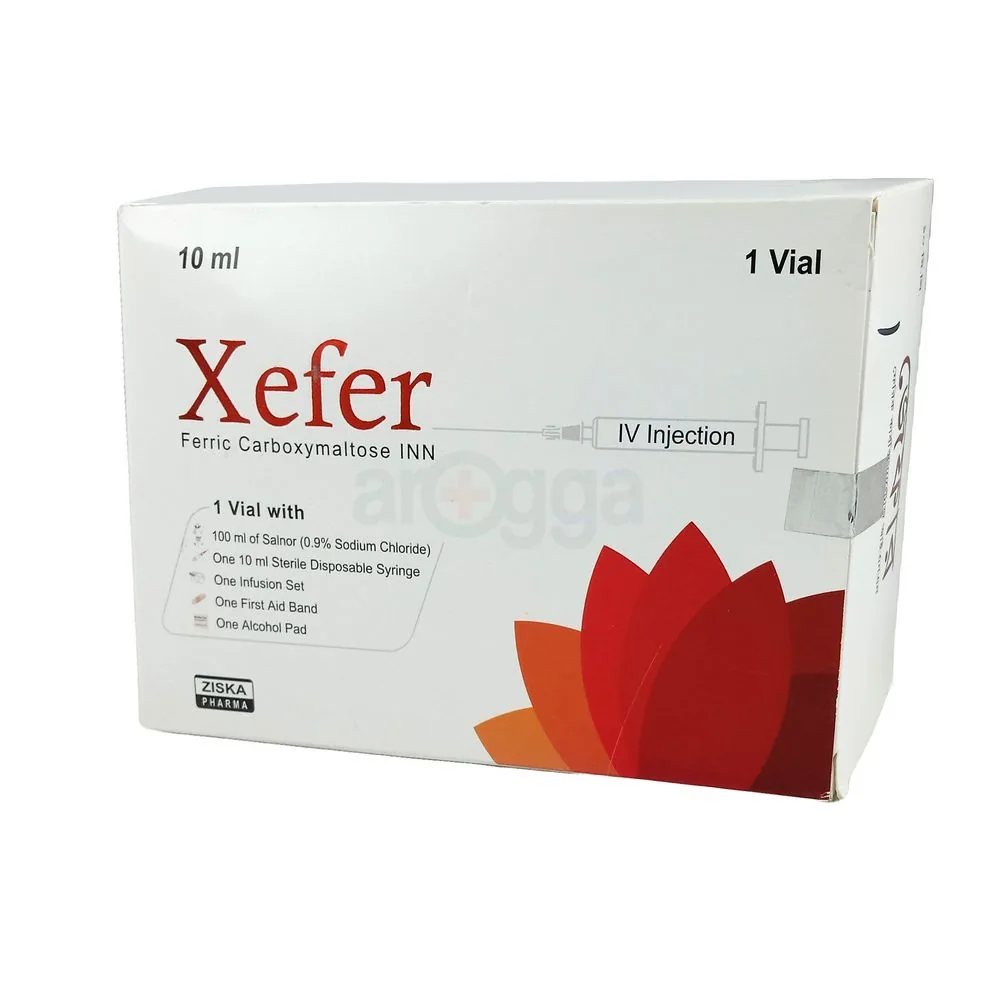 10 ml
1 Vial
Xefer
Ferric Carboxymaltose INN
IV Injection
arogga
1 Vial with
100 ml of Salnor (0.9% Sodium Chloride)
One 10 ml Sterile Disposable Syringe
One Infusion Set
One First Aid Band
One Alcohol Pad
ZISKA
PHARMA